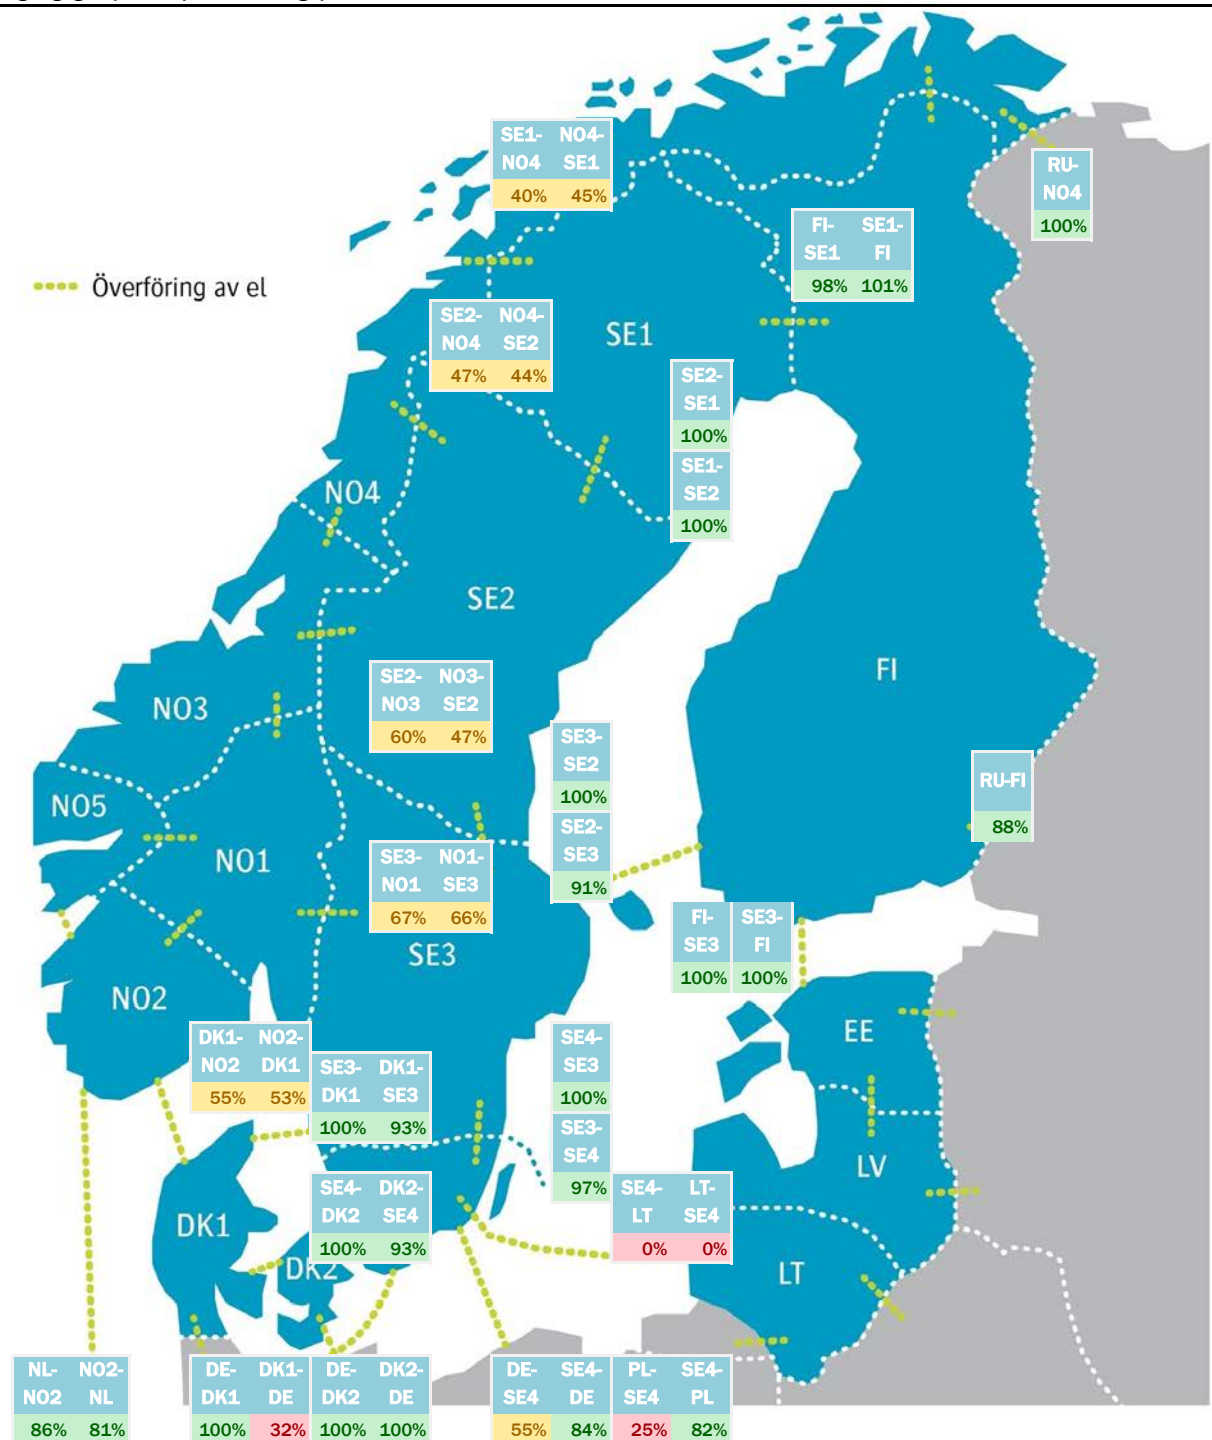 SE1- NO4-
NO4 SE1
40% 45%
RU-
NO4
100%
FI- SE1-
SE1 FI
98% 101%
Överföring av el
SE2- NO4-
NO4 SE2
47% 44%
SE1
SE2-
SE1
100%
SE1-
SE2
100%
NO4
SE2
FI
SE2- NO3-
NO3 SE2
60% 47%
NO3
SE3-
SE2
100%
SE2-
SE3
91%
RU-FI
88%
NO5
NO1
SE3- NO1-
NO1 SE3
67% 66%
SE3
FI- SE3-
SE3 FI
100% 100%
NO2
EE
DK1- NO2-
NO2 DK1
55% 53%
SE3- DK1-
DK1 SE3
100% 93%
SE4-
SE3
100%
SE3-
SE4
97%
LV
SE4- DK2-
DK2 SE4
100% 93%
SE4- LT-
LT SE4
0% 0%
DK1
DK2
LT
NL- NO2-
NO2 NL
86% 81%
DE- DK1- DE- DK2-
DK1 DE DK2 DE
100% 32% 100% 100%
DE- SE4- PL- SE4-
SE4 DE SE4 PL
55% 84% 25% 82%